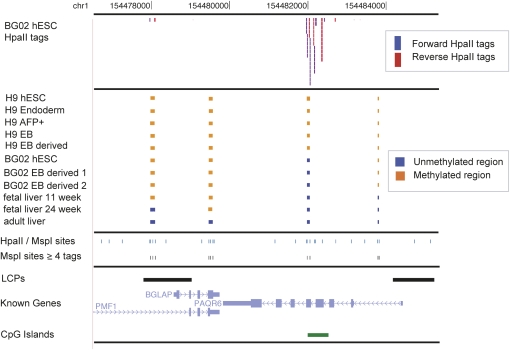 chr1 154478000 154480000 154482000 154484000
BG02 hESC
HpaII tags
Forward HpaII tags
Reverse HpaII tags
H9 hESC
H9 Endoderm
H9 AFP+
H9 EB
H9 EB derived
BG02 hESC
BG02 EB derived 1
BG02 EB derived 2
fetal liver 11 week
fetal liver 24 week
adult liver
Unmethylated region
Methylated region
HpaII / MspI sites
MspI sites ≥ 4 tags
LCPs
BGLAP
Known Genes
PAQR6
PMF1
CpG Islands